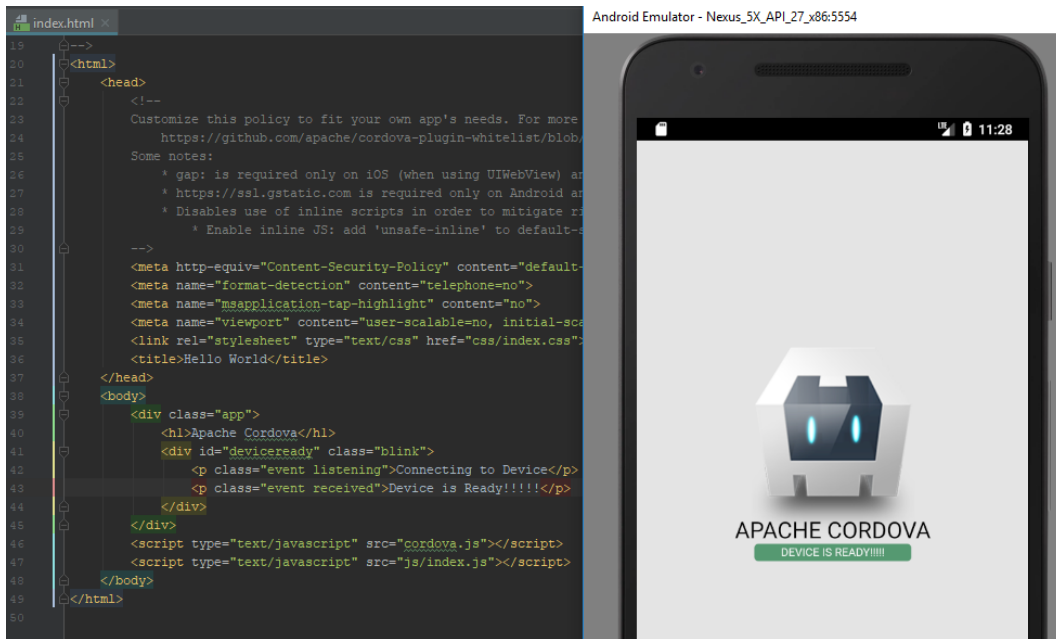 index.html
19 -->
20 <html>
21 <head>
22 <!--
23 Customize this policy to fit your own app's needs. For more
24 https://github.com/apache/cordova-plugin-whitelist/blob/
25 Some notes:
26 * gap: is required only on iOS (when using UIWebView) an
27 * https://ssl.gstatic.com is required only on Android an
28 * Disables use of inline scripts in order to mitigate ri
29 * Enable inline JS: add 'unsafe-inline' to default-s
30 -->
31 <meta http-equiv="Content-Security-Policy" content="default-
32 <meta name="format-detection" content="telephone=no">
33 <meta name="msapplication-tap-highlight" content="no">
34 <meta name="viewport" content="user-scalable=no, initial-sca
35 <link rel="stylesheet" type="text/css" href="css/index.css">
36 <title>Hello World</title>
37 </head>
38 <body>
39 <div class="app">
40 <h1>Apache Cordova</h1>
41 <div id="deviceready" class="blink">
42 <p class="event listening">Connecting to Device</p>
43 <p class="event received">Device is Ready!!!!!</p>
44 </div>
45 </div>
46 <script type="text/javascript" src="cordova.js"></script>
47 <script type="text/javascript" src="js/index.js"></script>
48 </body>
49 </html>
50
Android Emulator - Nexus_5X_API_27_x86:5554
LTE 11:28
APACHE CORDOVA
DEVICE IS READY!!!!!